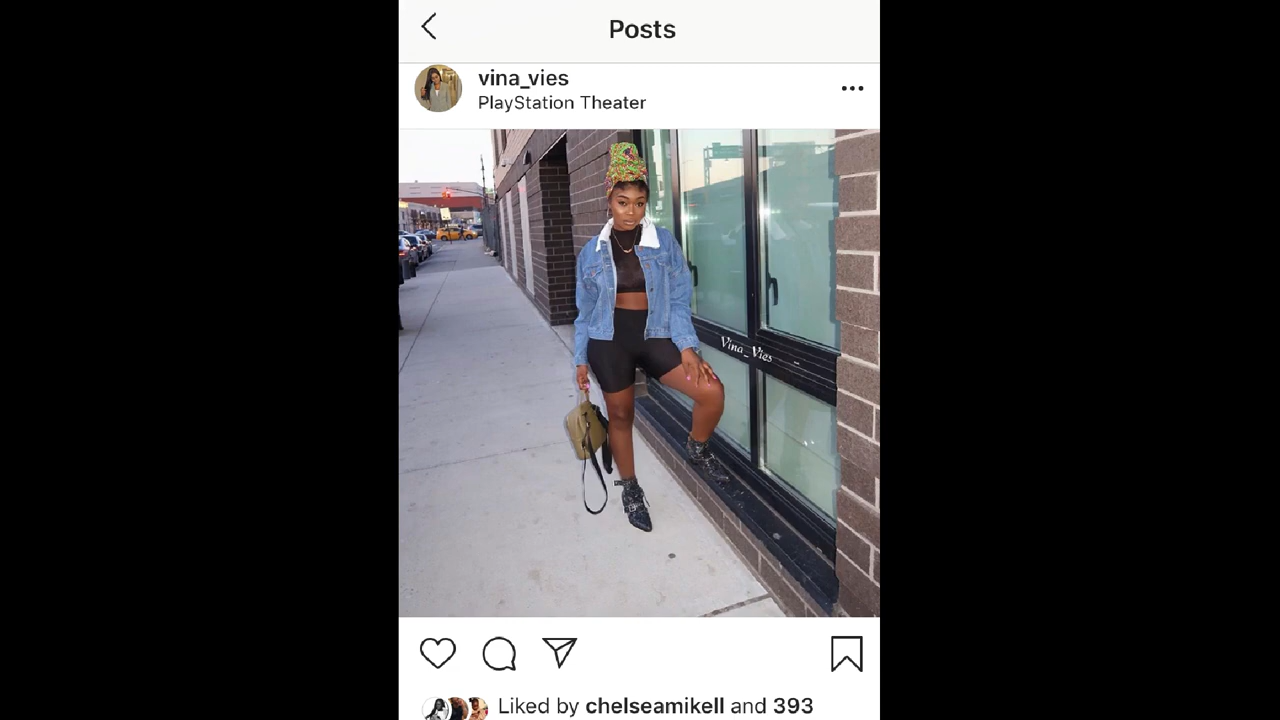 Posts
vina_vies
PlayStation Theater
Vina_Vies
Liked by chelseamikell and 393